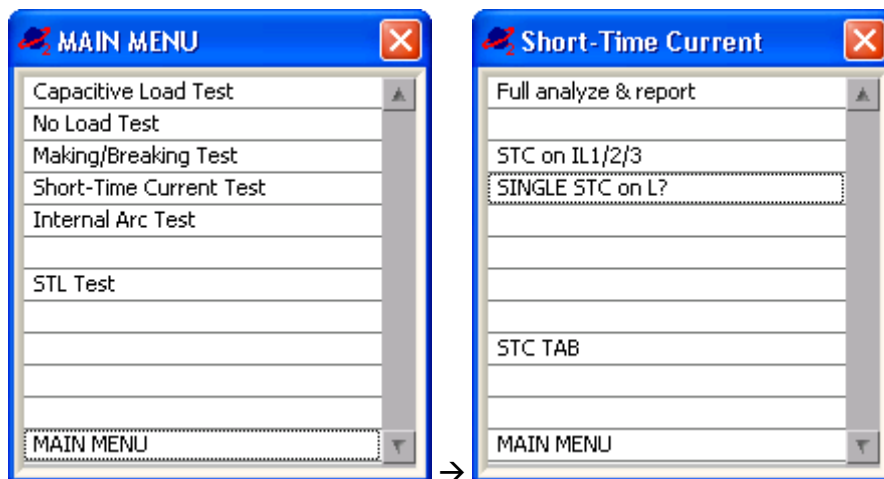 MAIN MENU
Capacitive Load Test
No Load Test
Making/Breaking Test
Short-Time Current Test
Internal Arc Test
STL Test
MAIN MENU
→
Short-Time Current
Full analyze & report
STC on IL1/2/3
SINGLE STC on L?
STC TAB
MAIN MENU